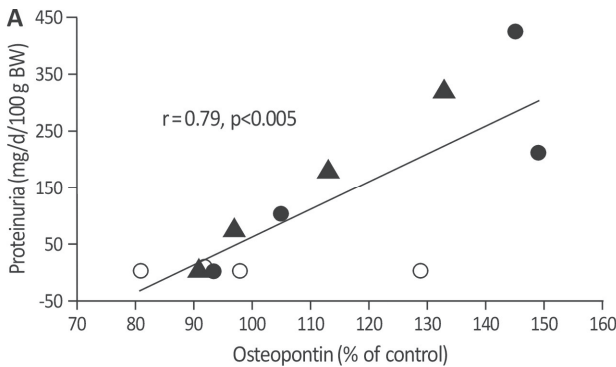 A
Proteinuria (mg/d/100 g BW)
450
350
250
150
50
-50
r = 0.79, p<0.005
70 80 90 100 110 120 130 140 150 160
Osteopontin (% of control)